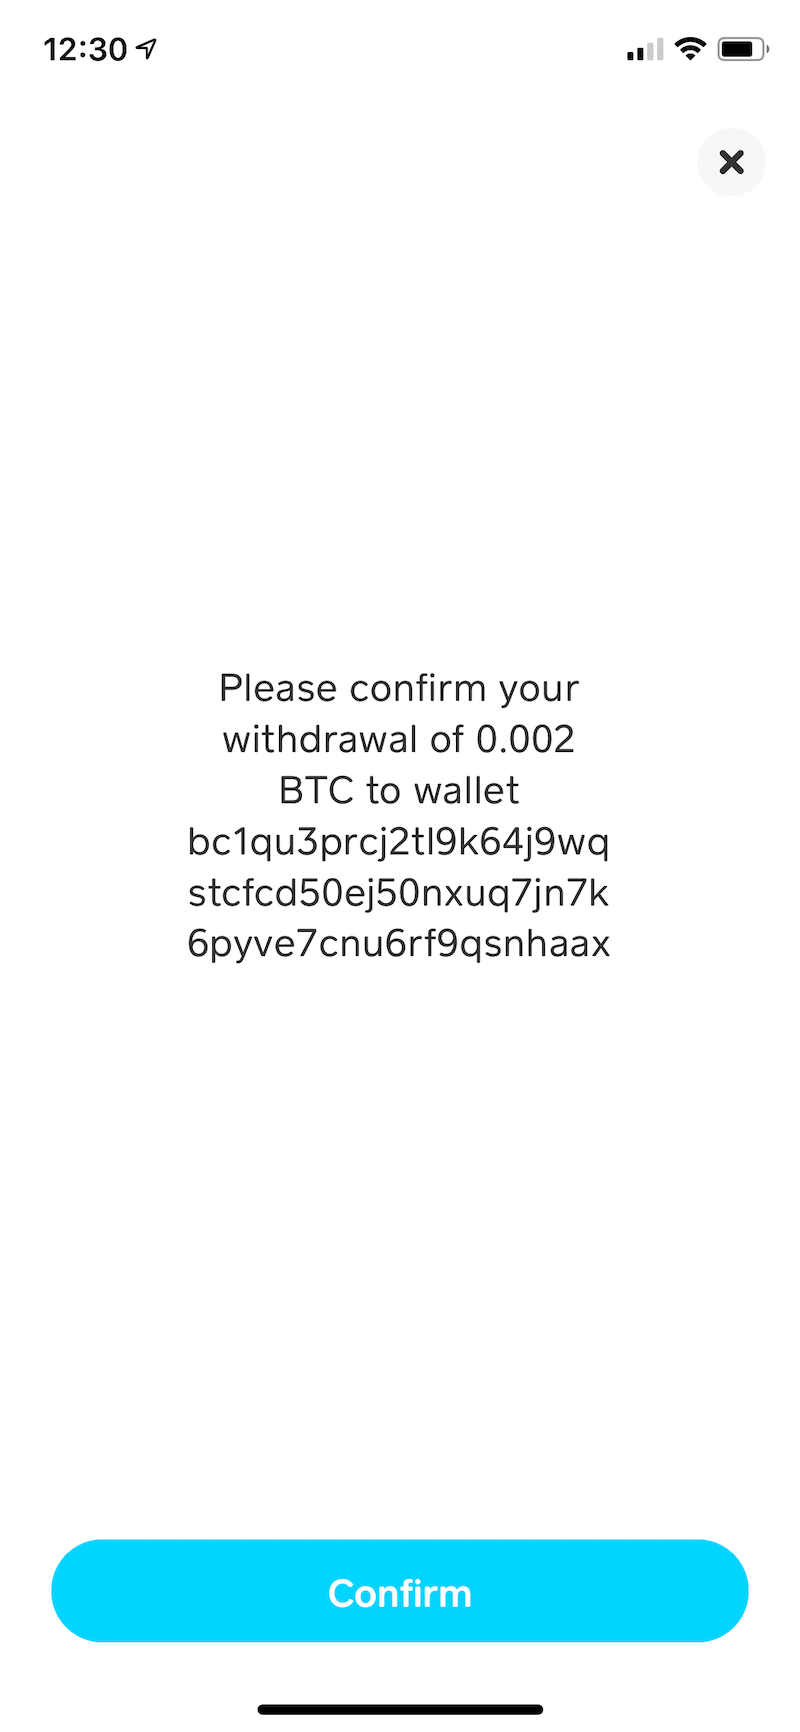 12:30
Please confirm your
withdrawal of 0.002
BTC to wallet
bc1qu3prcj2tl9k64j9wq
stcfcd50ej50nxuq7jn7k
6pyve7cnu6rf9qsnhaax
Confirm